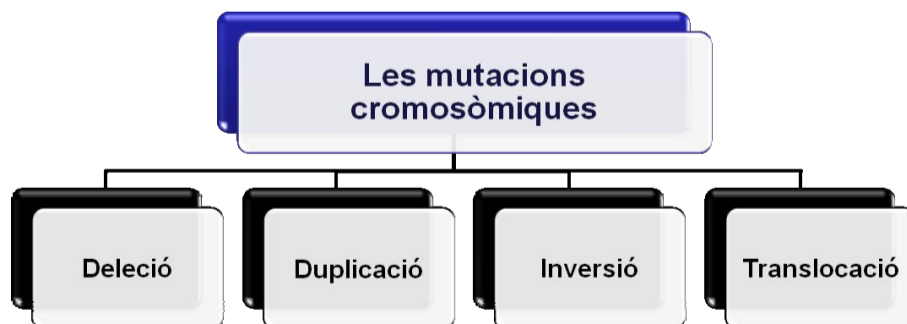 Les mutacions
cromosòmiques
Deleció
Duplicació
Inversió
Translocació